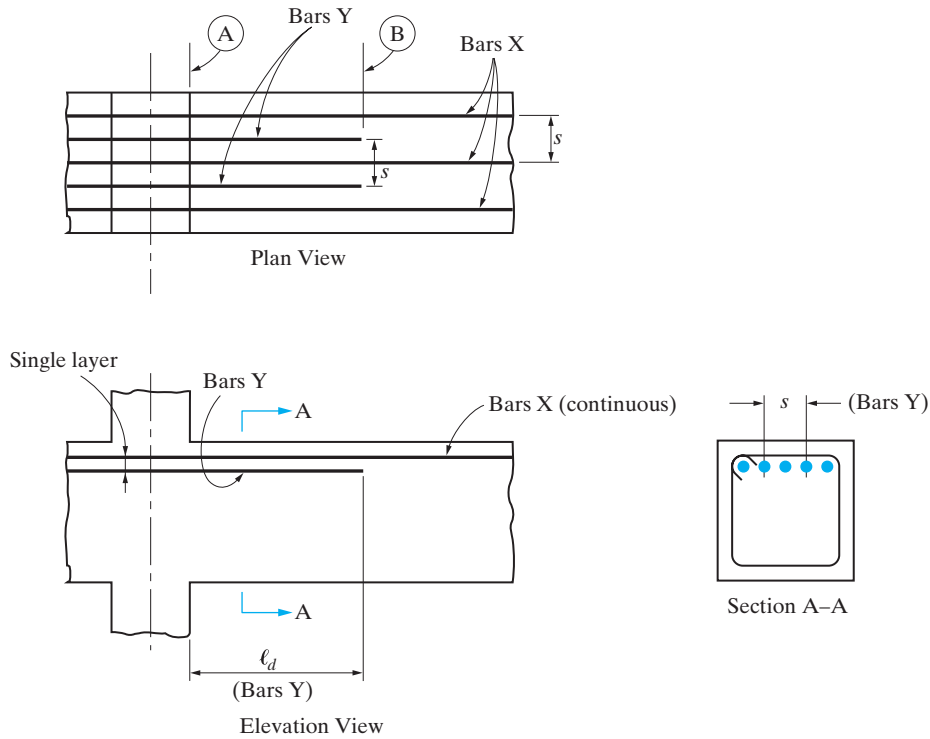 Bars Y
A
B
Bars X
s
s
Plan View
Single layer
Bars Y
A
Bars X (continuous)
s
(Bars Y)
A
Section A–A
ℓd
(Bars Y)
Elevation View